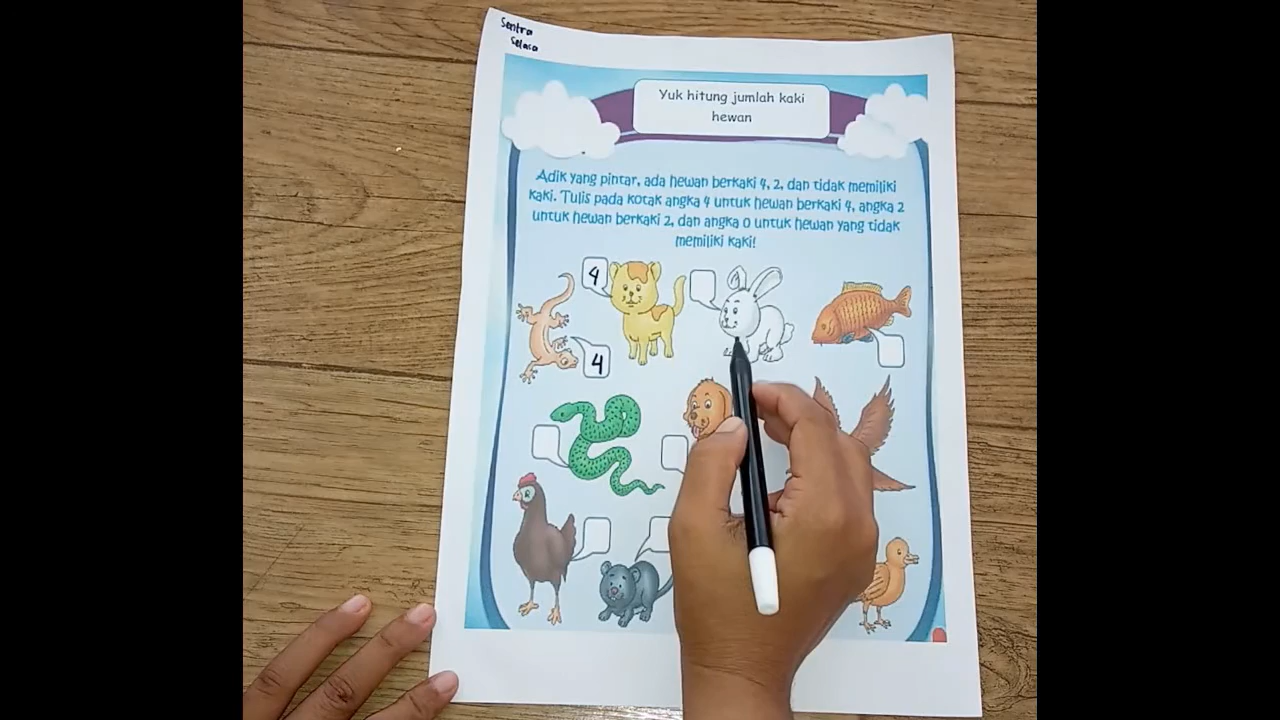 Sentra
Selasa
Yuk hitung jumlah kaki
hewan
Adik yang pintar, ada hewan berkaki 4, 2, dan tidak memiliki
kaki. Tulis pada kotak angka 4 untuk hewan berkaki 4, angka 2
untuk hewan berkaki 2, dan angka 0 untuk hewan yang tidak
memiliki kaki!
4
4